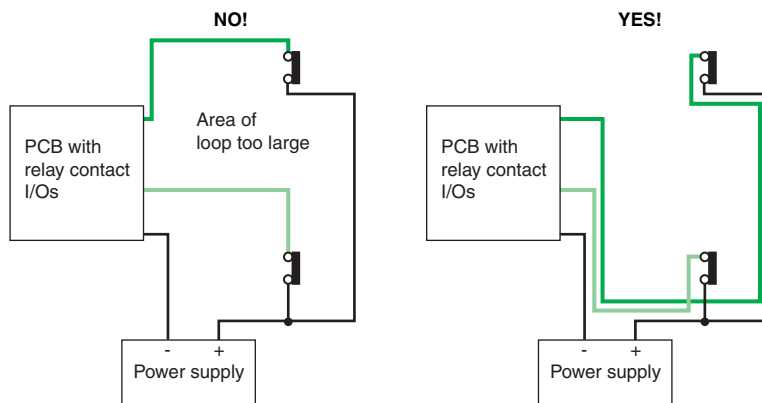 NO!
Area of
loop too large
PCB with
relay contact
I/Os
-
+
Power supply
YES!
PCB with
relay contact
I/Os
-
+
Power supply